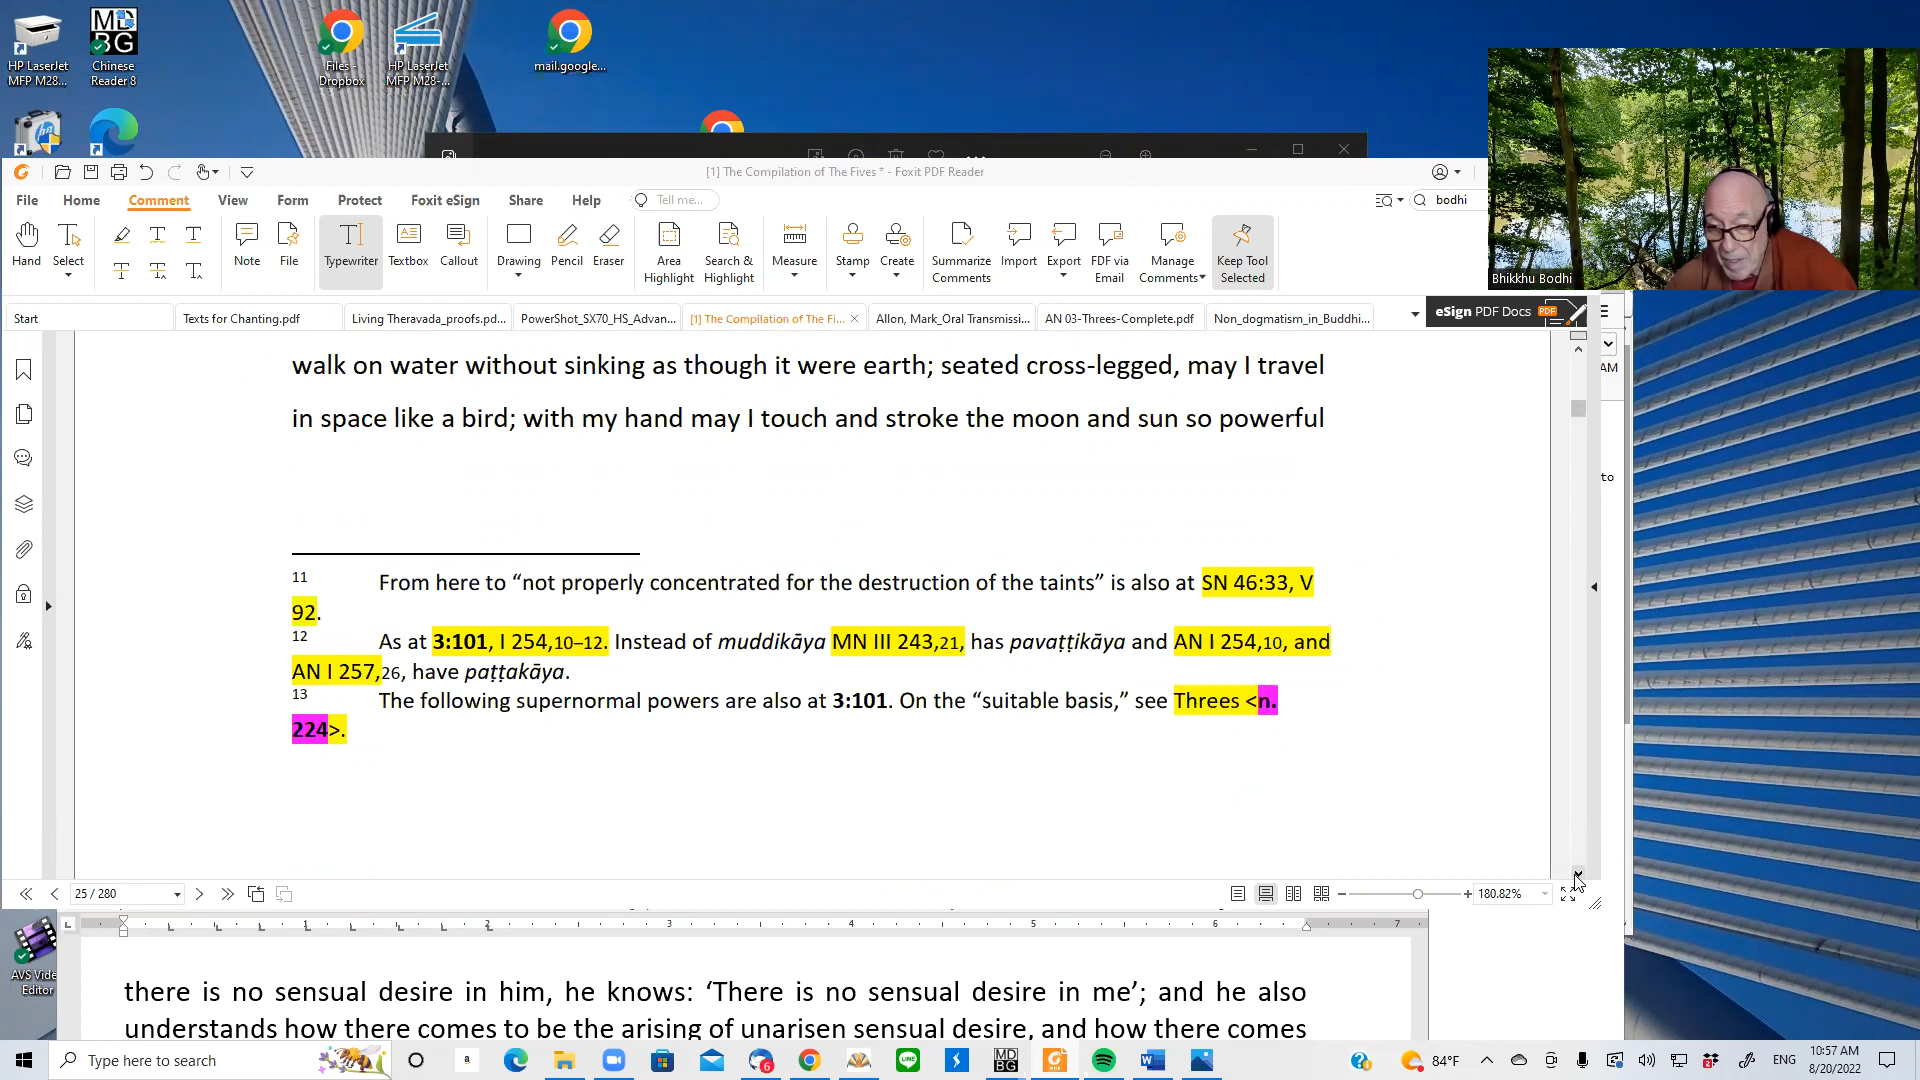 HP LaserJet
MFP M28...
Chinese
Reader 8
Files -
Dropbox
HP LaserJet
MFP M28-...
mail.google...
[1] The Compilation of The Fives * - Foxit PDF Reader
File Home Comment View Form Protect Foxit eSign Share Help Tell me... bodhi
Hand Select Note File Typewriter Textbox Callout Drawing Pencil Eraser Area Highlight Search & Highlight Measure Stamp Create Summarize Comments Import Export PDF via Email Manage Comments Keep Tool Selected
Bhikkhu Bodhi
Start Texts for Chanting.pdf Living Theravada_proofs.pd... PowerShot_SX70_HS_Advan... [1] The Compilation of The Fi... Allon, Mark_Oral Transmissi... AN 03-Threes-Complete.pdf Non_dogmatism_in_Buddhi... eSign PDF Docs PDF
AM
to
walk on water without sinking as though it were earth; seated cross-legged, may I travel
in space like a bird; with my hand may I touch and stroke the moon and sun so powerful
11 From here to “not properly concentrated for the destruction of the taints” is also at SN 46:33, V
92.
12 As at 3:101, I 254,10–12. Instead of muddikāya MN III 243,21, has pavaṭṭikāya and AN I 254,10, and
AN I 257,26, have paṭṭakāya.
13 The following supernormal powers are also at 3:101. On the “suitable basis,” see Threes <n.
224>.
25 / 280 180.82%
1 2 3 4 5 6 7
AVS Vide
Editor
there is no sensual desire in him, he knows: ‘There is no sensual desire in me’; and he also
understands how there comes to be the arising of unarisen sensual desire, and how there comes
Type here to search 84°F ENG 10:57 AM
8/20/2022